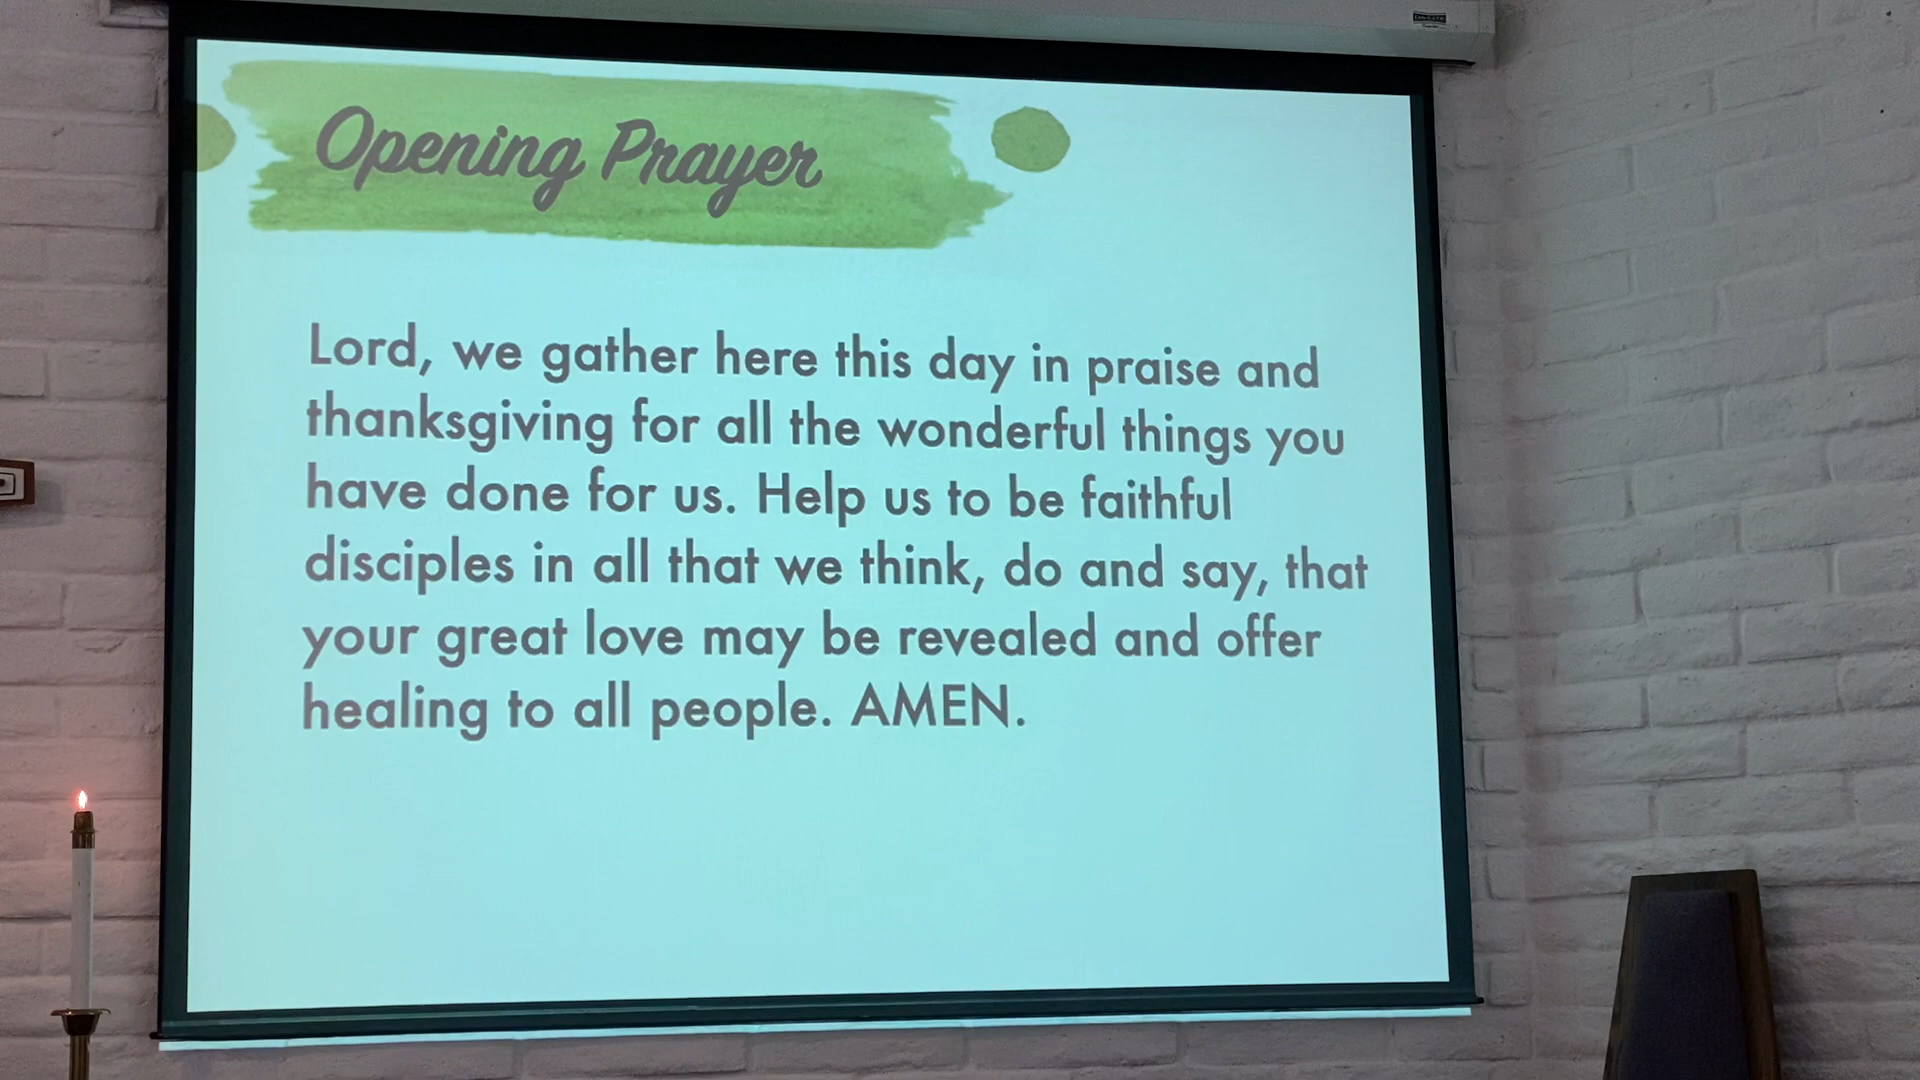 Opening Prayer
Lord, we gather here this day in praise and
thanksgiving for all the wonderful things you
have done for us. Help us to be faithful
disciples in all that we think, do and say, that
your great love may be revealed and offer
healing to all people. AMEN.